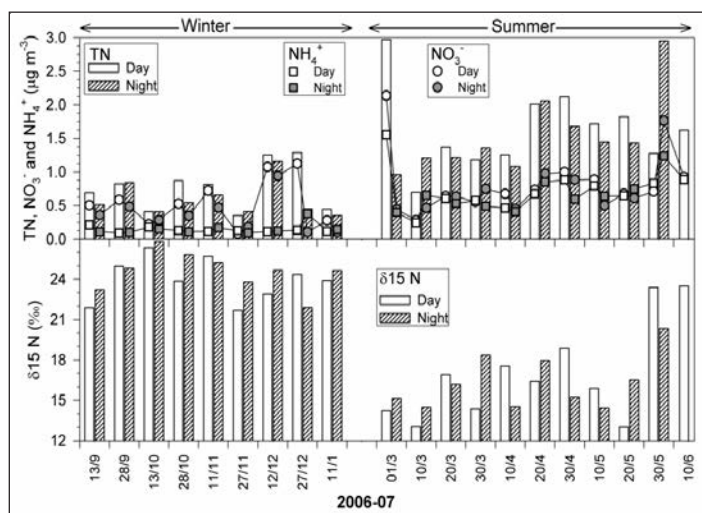 Winter
Summer
TN
Day
Night
NH₄⁺
Day
Night
NO₃⁻
Day
Night
TN, NO₃⁻ and NH₄⁺ (µg m⁻³)
3.0
2.5
2.0
1.5
1.0
0.5
0.0
δ15 N
Day
Night
δ15 N (‰)
24
21
18
15
12
13/9
28/9
13/10
28/10
11/11
27/11
12/12
27/12
11/1
01/3
10/3
20/3
30/3
10/4
20/4
30/4
10/5
20/5
30/5
10/6
2006-07